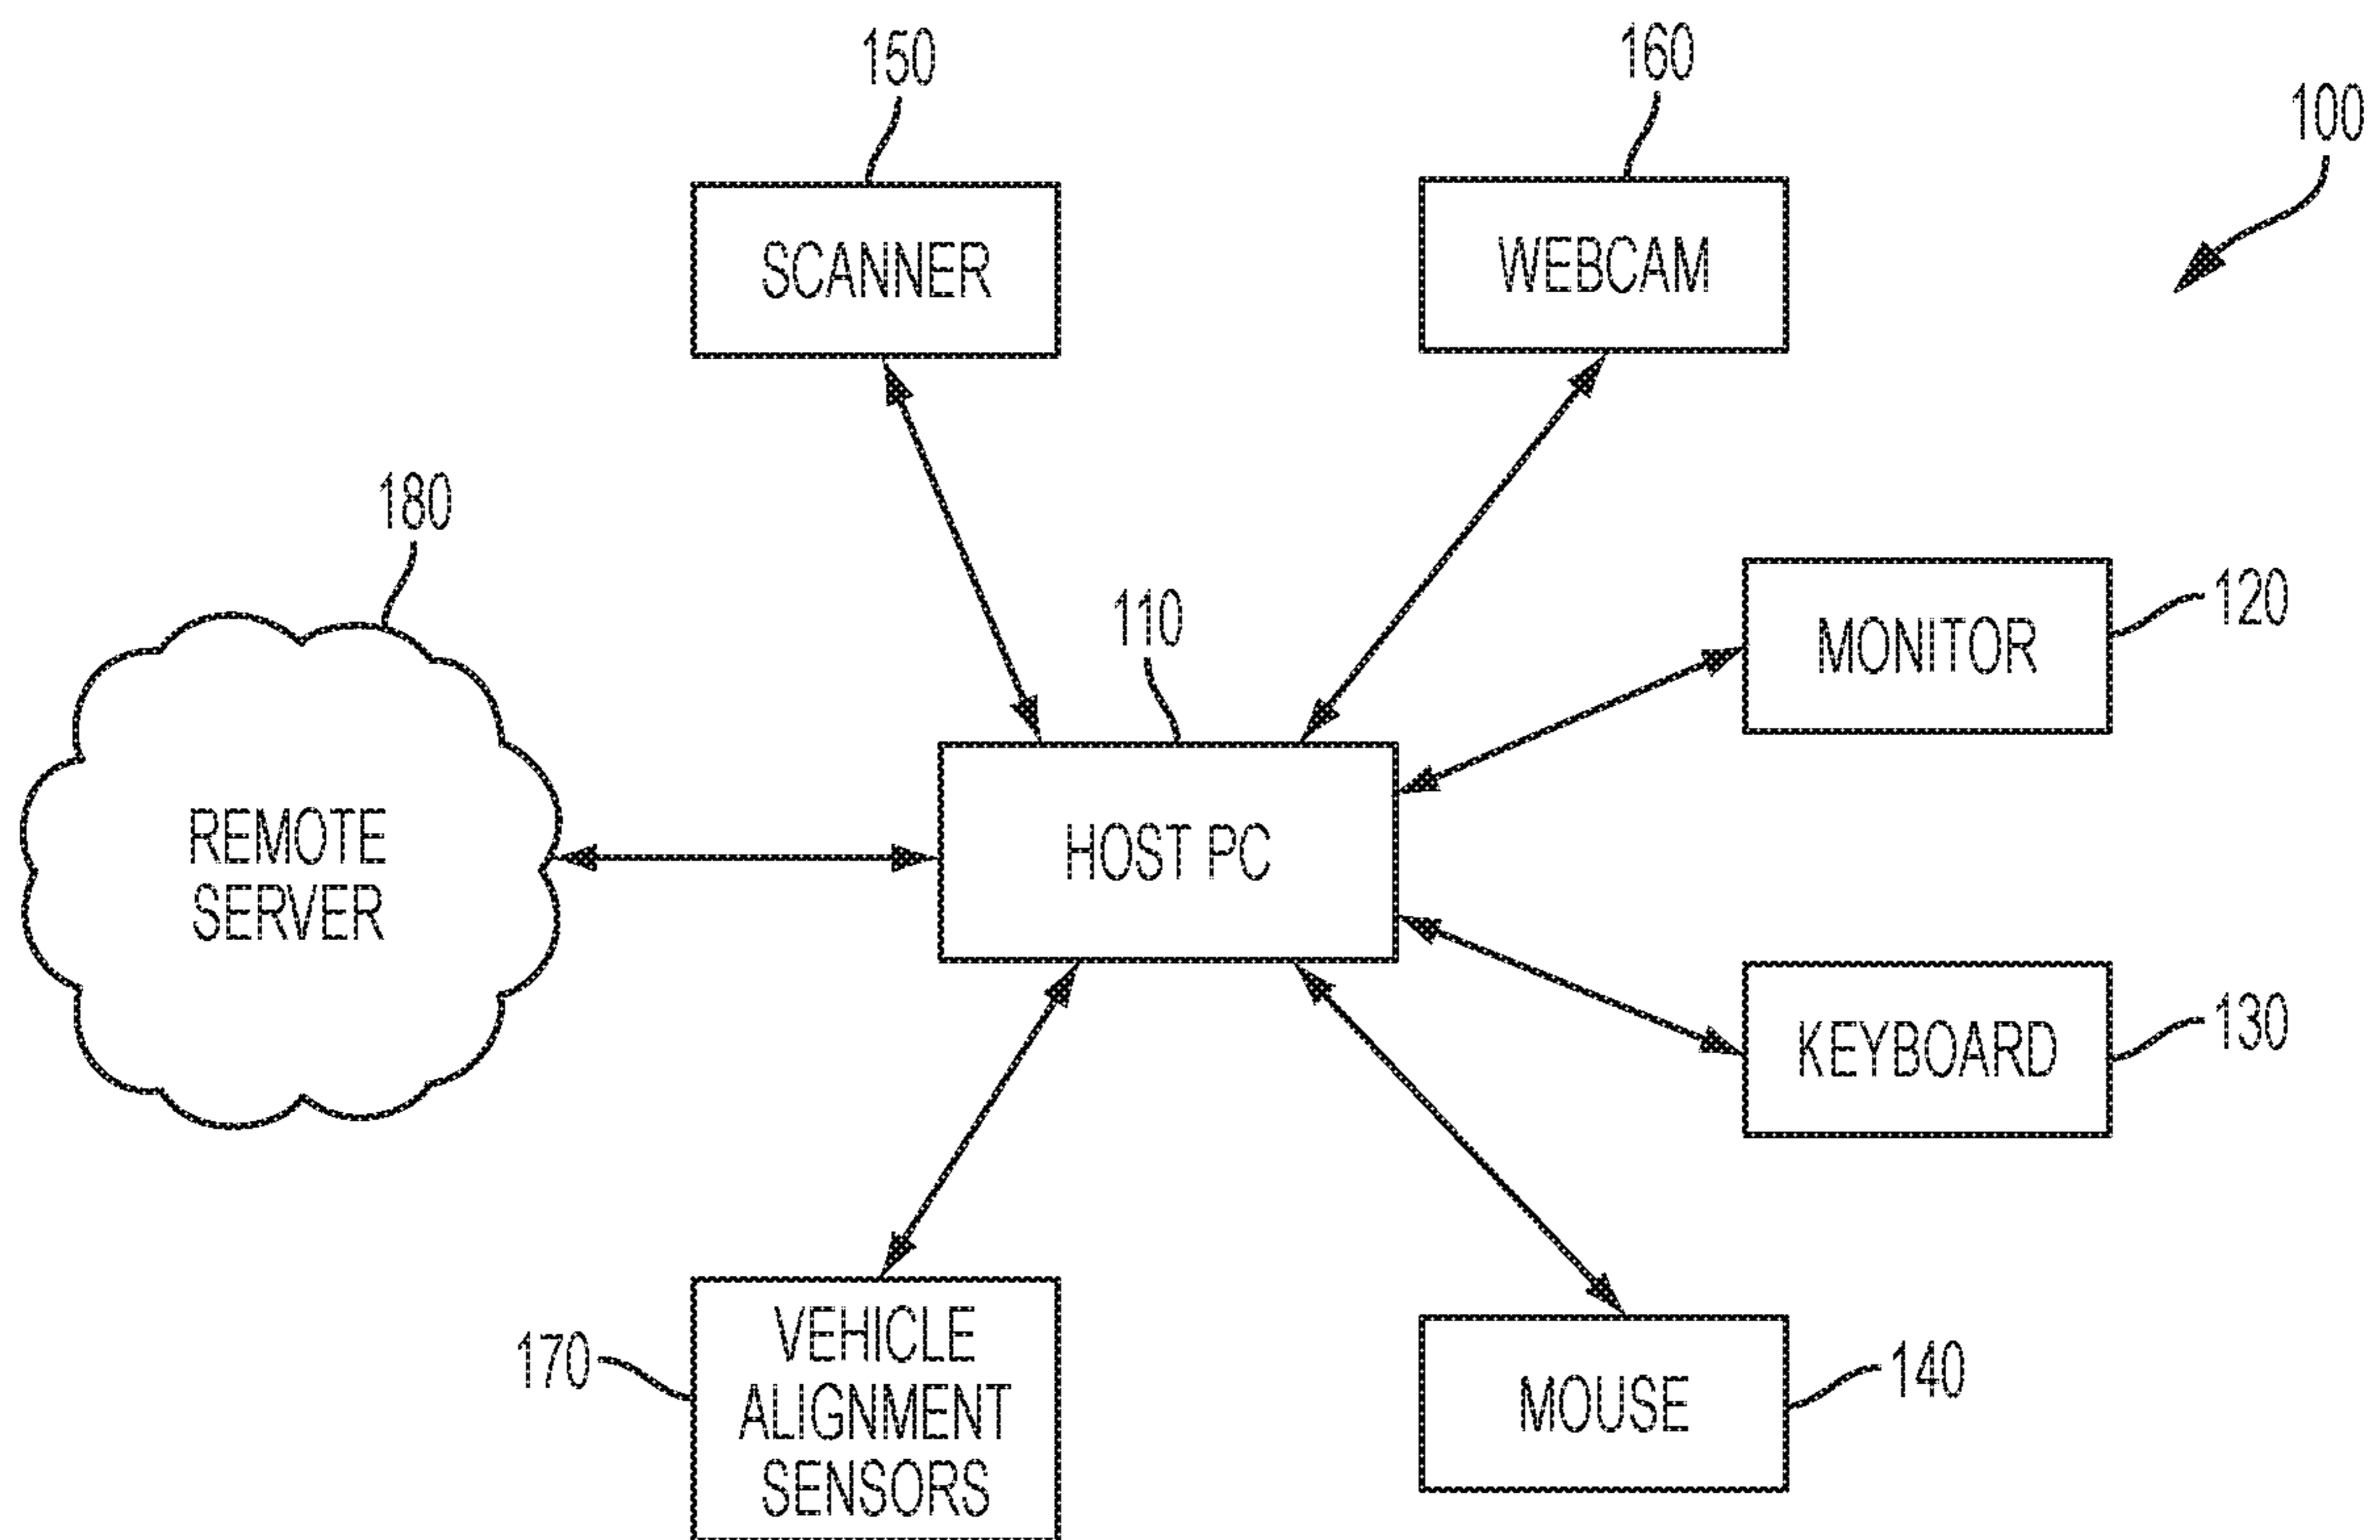 150
160
100
SCANNER
WEBCAM
180
110
120
MONITOR
REMOTE
SERVER
HOST PC
130
KEYBOARD
170
VEHICLE
ALIGNMENT
SENSORS
MOUSE
140